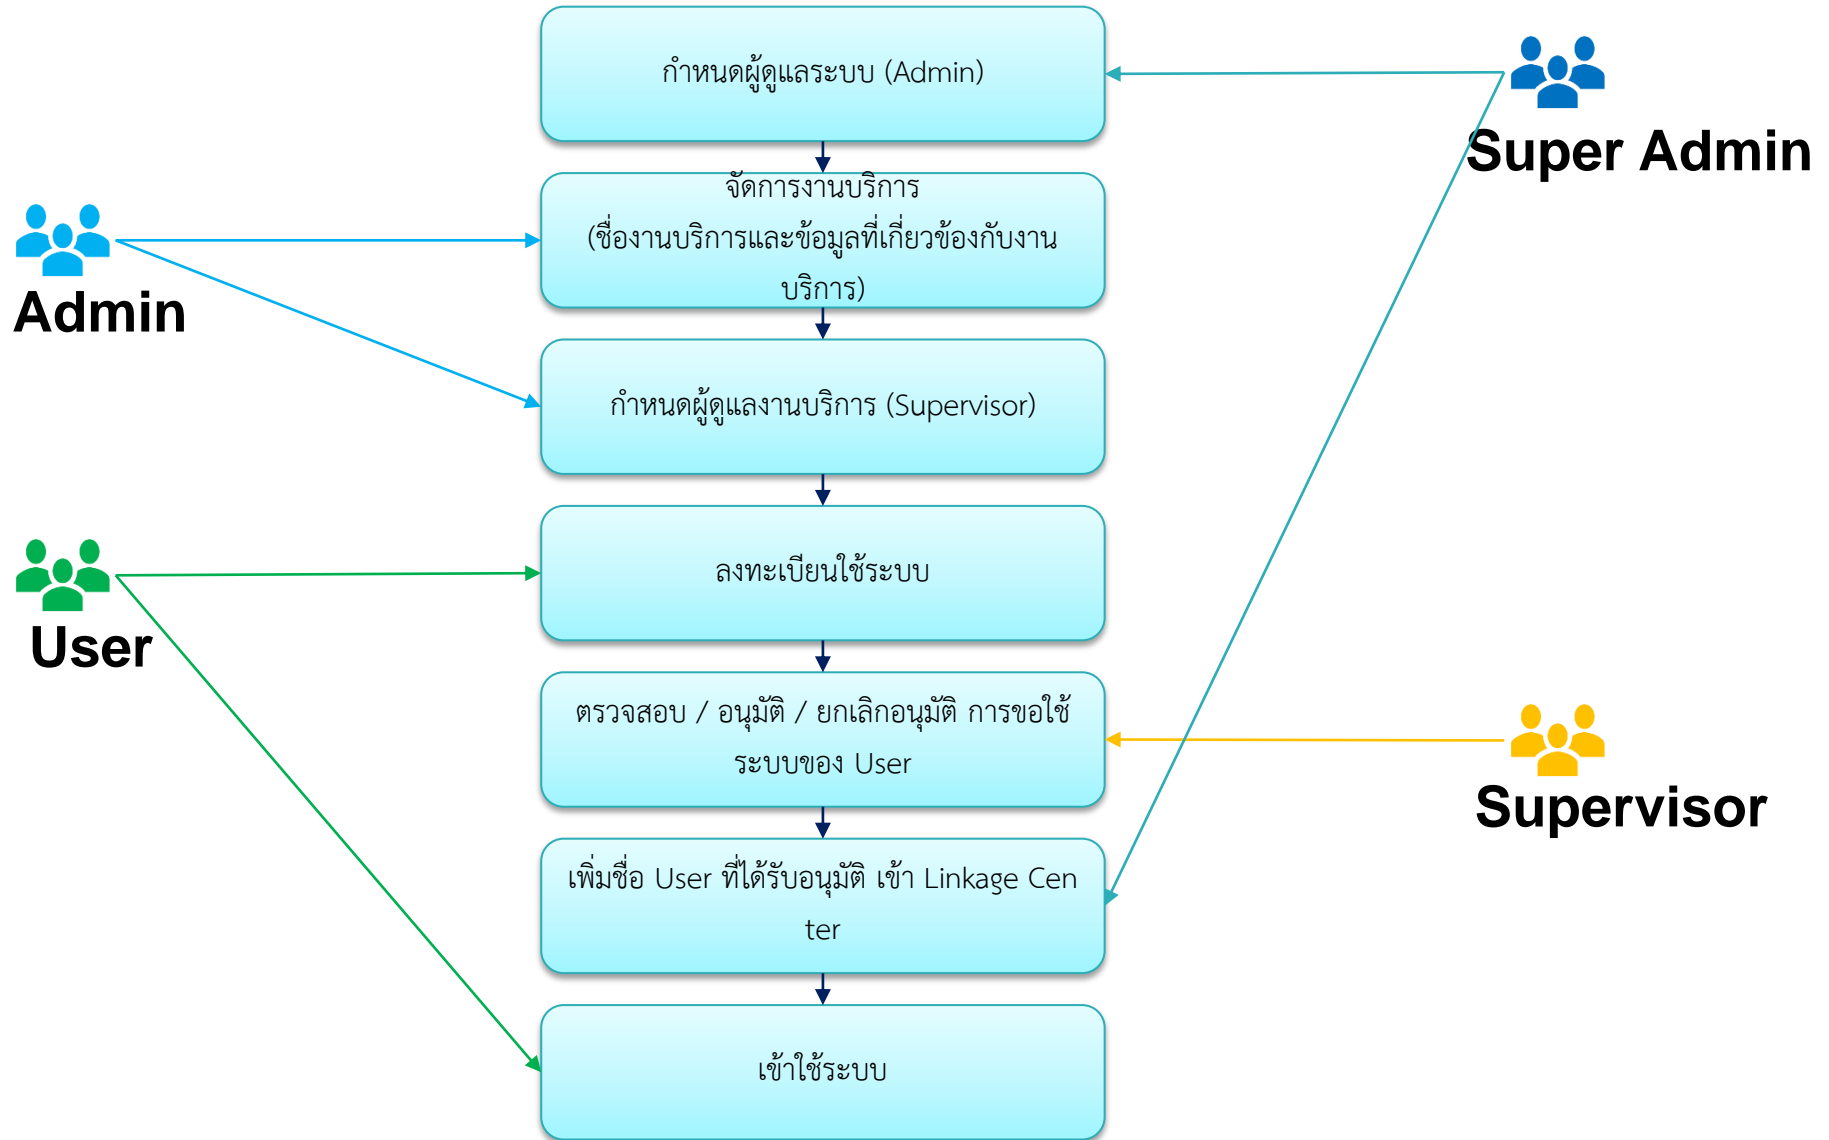 กำหนดผู้ดูแลระบบ (Admin)
Super Admin
จัดการงานบริการ
(ชื่องานบริการและข้อมูลที่เกี่ยวข้องกับงาน
บริการ)
Admin
กำหนดผู้ดูแลงานบริการ (Supervisor)
ลงทะเบียนใช้ระบบ
User
ตรวจสอบ / อนุมัติ / ยกเลิกอนุมัติ การขอใช้
ระบบของ User
Supervisor
เพิ่มชื่อ User ที่ได้รับอนุมัติ เข้า Linkage Cen
ter
เข้าใช้ระบบ